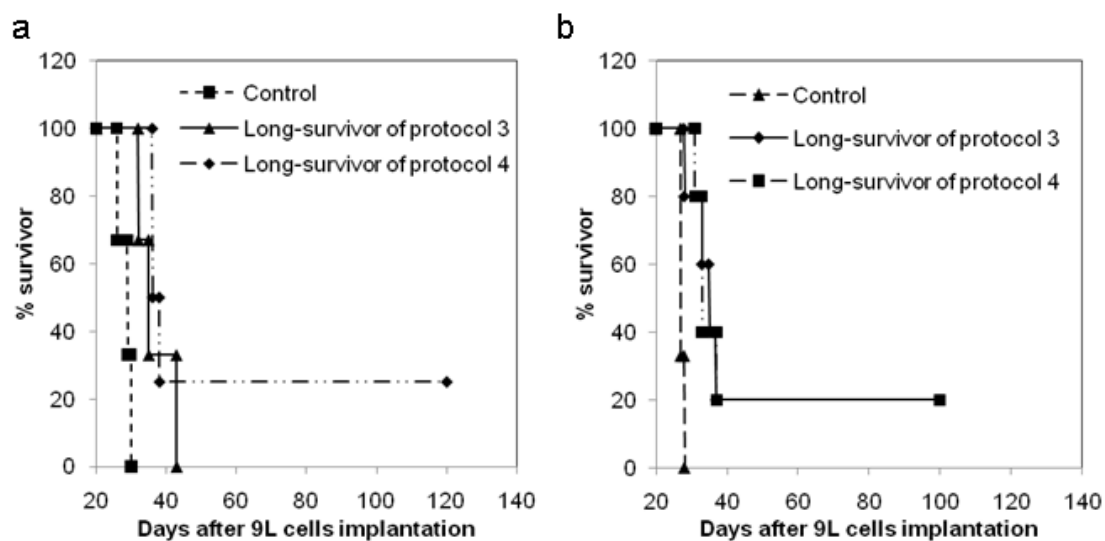 a
120
100
80
60
40
20
0
% survivor
Control
Long-survivor of protocol 3
Long-survivor of protocol 4
20 40 60 80 100 120 140
Days after 9L cells implantation
b
120
100
80
60
40
20
0
% survivor
Control
Long-survivor of protocol 3
Long-survivor of protocol 4
20 40 60 80 100 120 140
Days after 9L cells implantation